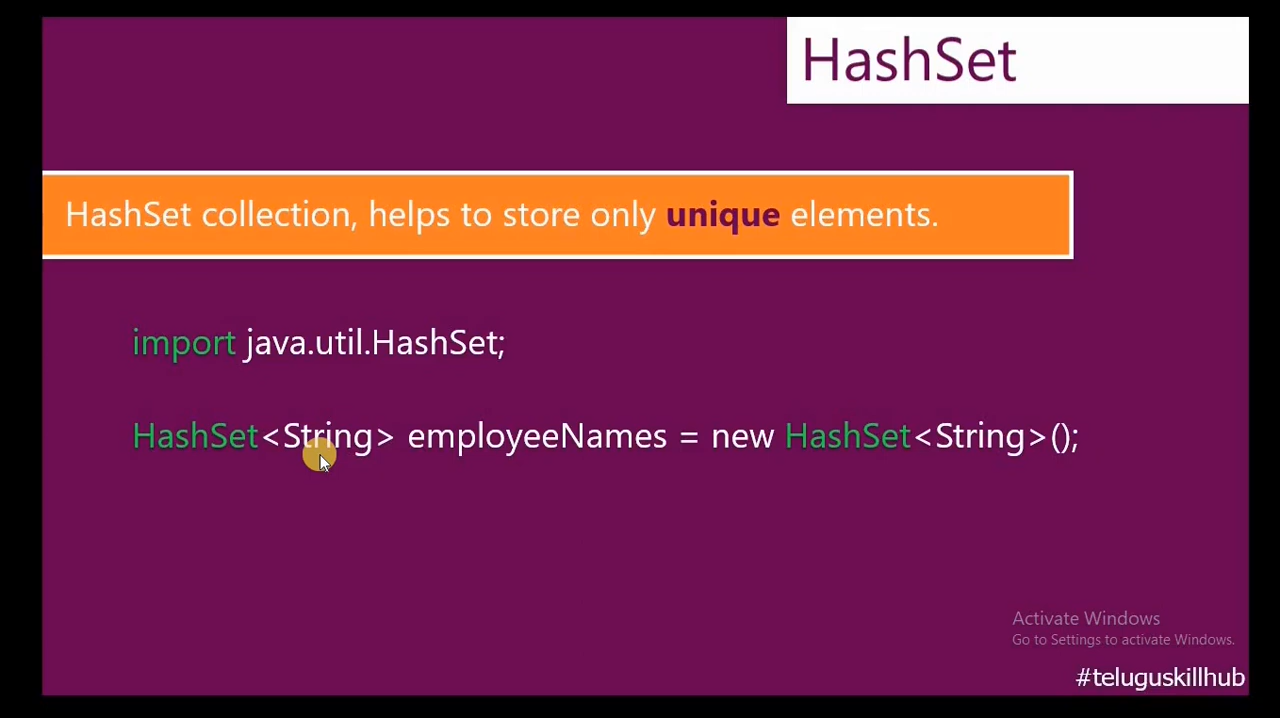 HashSet
HashSet collection, helps to store only unique elements.
import java.util.HashSet;
HashSet<String> employeeNames = new HashSet<String>();
Activate Windows
Go to Settings to activate Windows.
#teluguskillhub